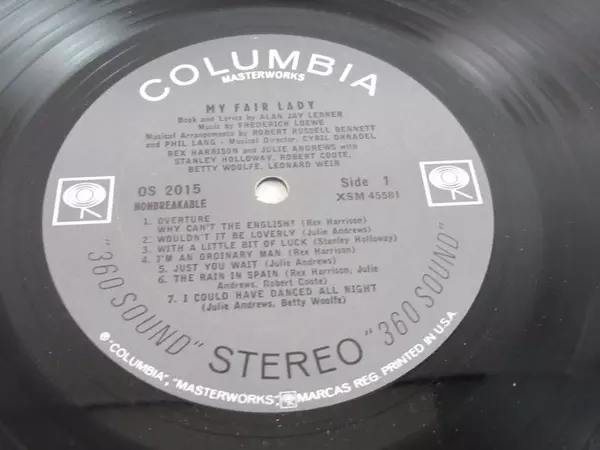 COLUMBIA
MASTERWORKS
MY FAIR LADY
Book and Lyrics by ALAN JAY LERNER
Music by FREDERICK LOEWE
Musical Arrangements by ROBERT RUSSELL BENNETT
and PHIL LANG - Musical Director, CYRIL ORNADEL
REX HARRISON and JULIE ANDREWS with
STANLEY HOLLOWAY, ROBERT COOTE,
BETTY WOOLFE, LEONARD WEIR
OS 2015
NONBREAKABLE
Side 1
XSM 45581
1. OVERTURE
WHY CAN'T THE ENGLISH? (Rex Harrison)
2. WOULDN'T IT BE LOVERLY (Julie Andrews)
3. WITH A LITTLE BIT OF LUCK (Stanley Holloway)
4. I'M AN ORDINARY MAN (Rex Harrison)
5. JUST YOU WAIT (Julie Andrews)
6. THE RAIN IN SPAIN (Rex Harrison, Julie
Andrews, Robert Coote)
7. I COULD HAVE DANCED ALL NIGHT
(Julie Andrews, Betty Woolfe)
"360 SOUND" STEREO "360 SOUND"
® "COLUMBIA", "MASTERWORKS", MARCAS REG. PRINTED IN U.S.A.